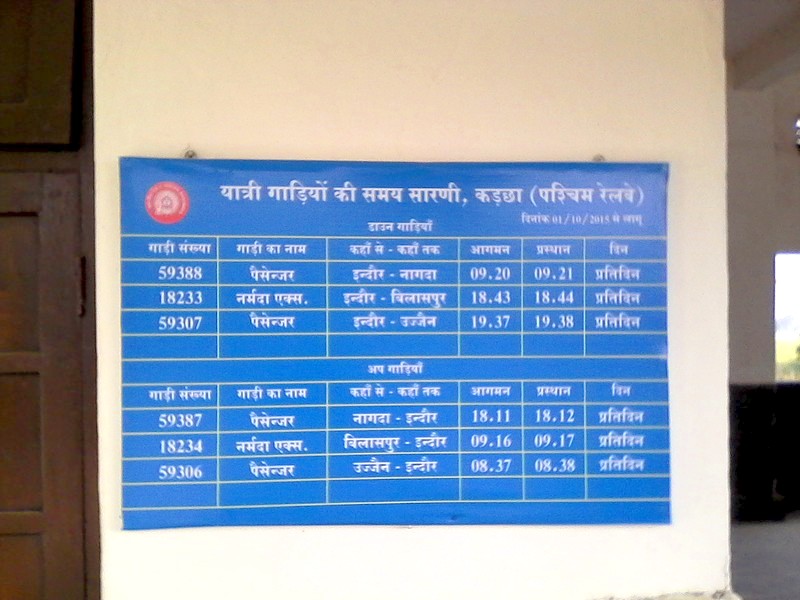 यात्री गाड़ियों की समय सारणी, कड़छा (पश्चिम रेलवे)
दिनांक 01/10/2015 से लागू
डाउन गाड़ियाँ
गाड़ी संख्या गाड़ी का नाम कहाँ से - कहाँ तक आगमन प्रस्थान दिन
59388 पैसेन्जर इन्दौर - नागदा 09.20 09.21 प्रतिदिन
18233 नर्मदा एक्स. इन्दौर - बिलासपुर 18.43 18.44 प्रतिदिन
59307 पैसेन्जर इन्दौर - उज्जैन 19.37 19.38 प्रतिदिन
अप गाड़ियाँ
गाड़ी संख्या गाड़ी का नाम कहाँ से - कहाँ तक आगमन प्रस्थान दिन
59387 पैसेन्जर नागदा - इन्दौर 18.11 18.12 प्रतिदिन
18234 नर्मदा एक्स. बिलासपुर - इन्दौर 09.16 09.17 प्रतिदिन
59306 पैसेन्जर उज्जैन - इन्दौर 08.37 08.38 प्रतिदिन